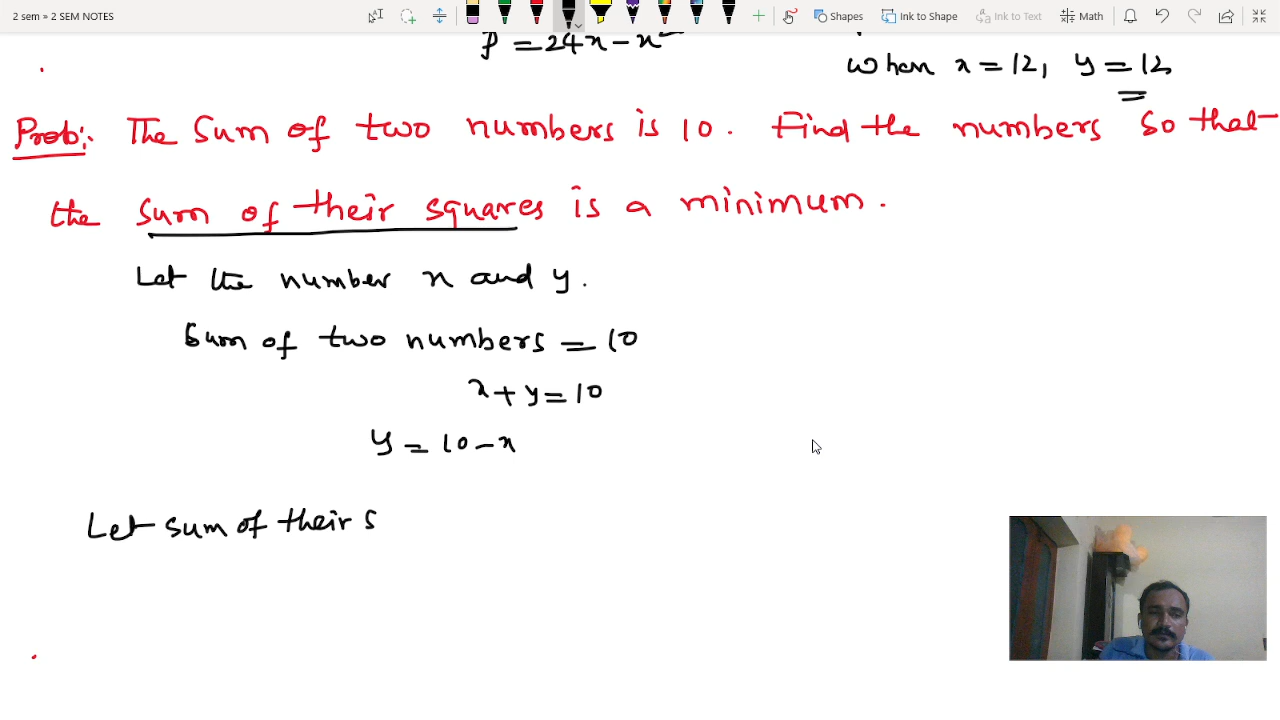 2 sem » 2 SEM NOTES
Shapes
Ink to Shape
Ink to Text
Math
P = 24x - x²
when x = 12, y = 12
Prob:- The Sum of two numbers is 10. Find the numbers so that
the sum of their squares is a minimum.
Let the number x and y.
Sum of two numbers = 10
x + y = 10
y = 10 - x
Let sum of their s